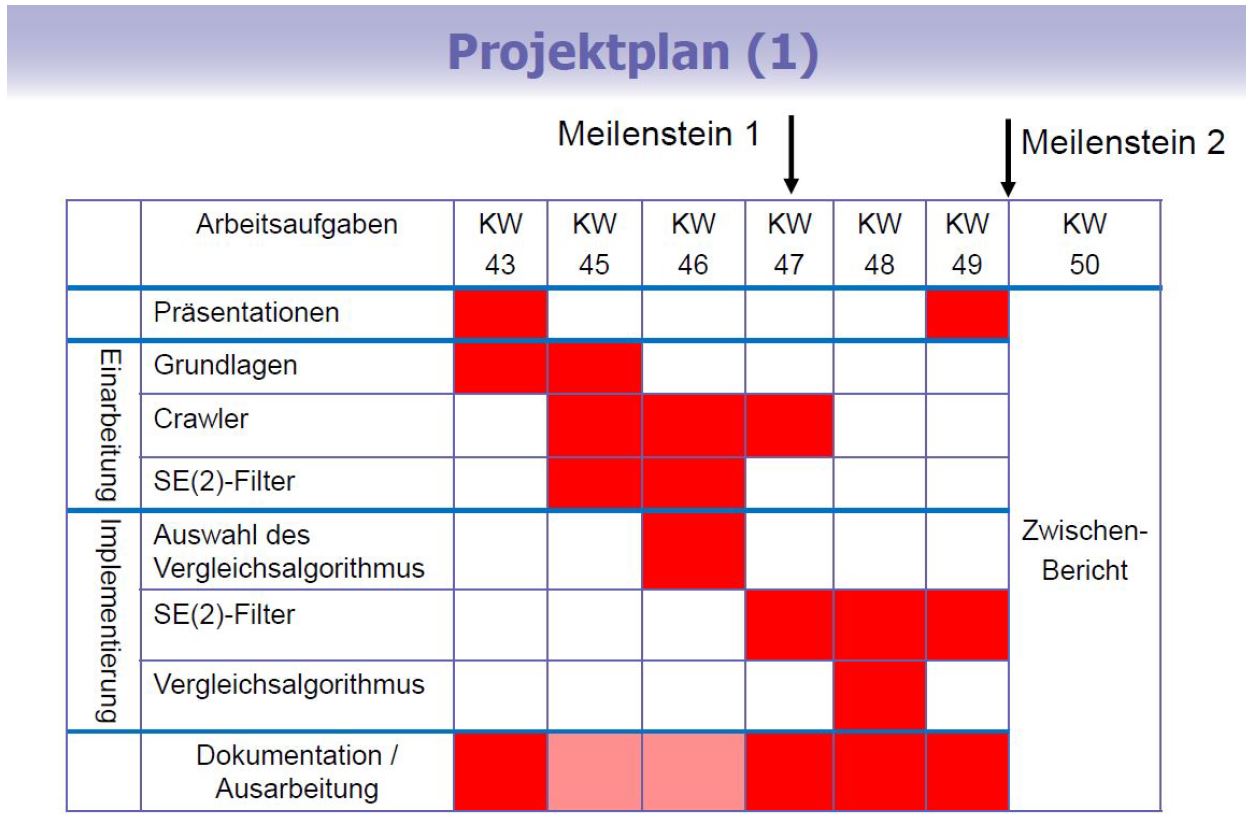 Projektplan (1)
Meilenstein 1
Meilenstein 2
Arbeitsaufgaben
KW
43
KW
45
KW
46
KW
47
KW
48
KW
49
KW
50
Präsentationen
Einarbeitung
Grundlagen
Crawler
SE(2)-Filter
Implementierung
Auswahl des
Vergleichsalgorithmus
SE(2)-Filter
Vergleichsalgorithmus
Zwischen-
Bericht
Dokumentation /
Ausarbeitung